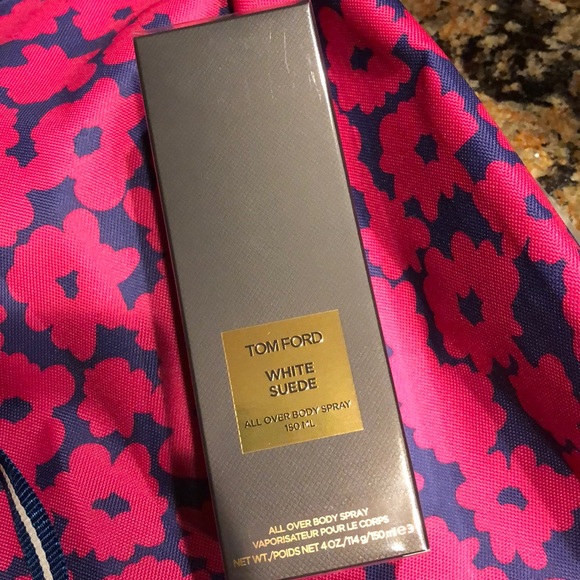 TOM FORD
WHITE
SUEDE
ALL OVER BODY SPRAY
150 ML
ALL OVER BODY SPRAY
VAPORISATEUR POUR LE CORPS
NET WT./POIDS NET 4 OZ./114 g/150 ml ℮